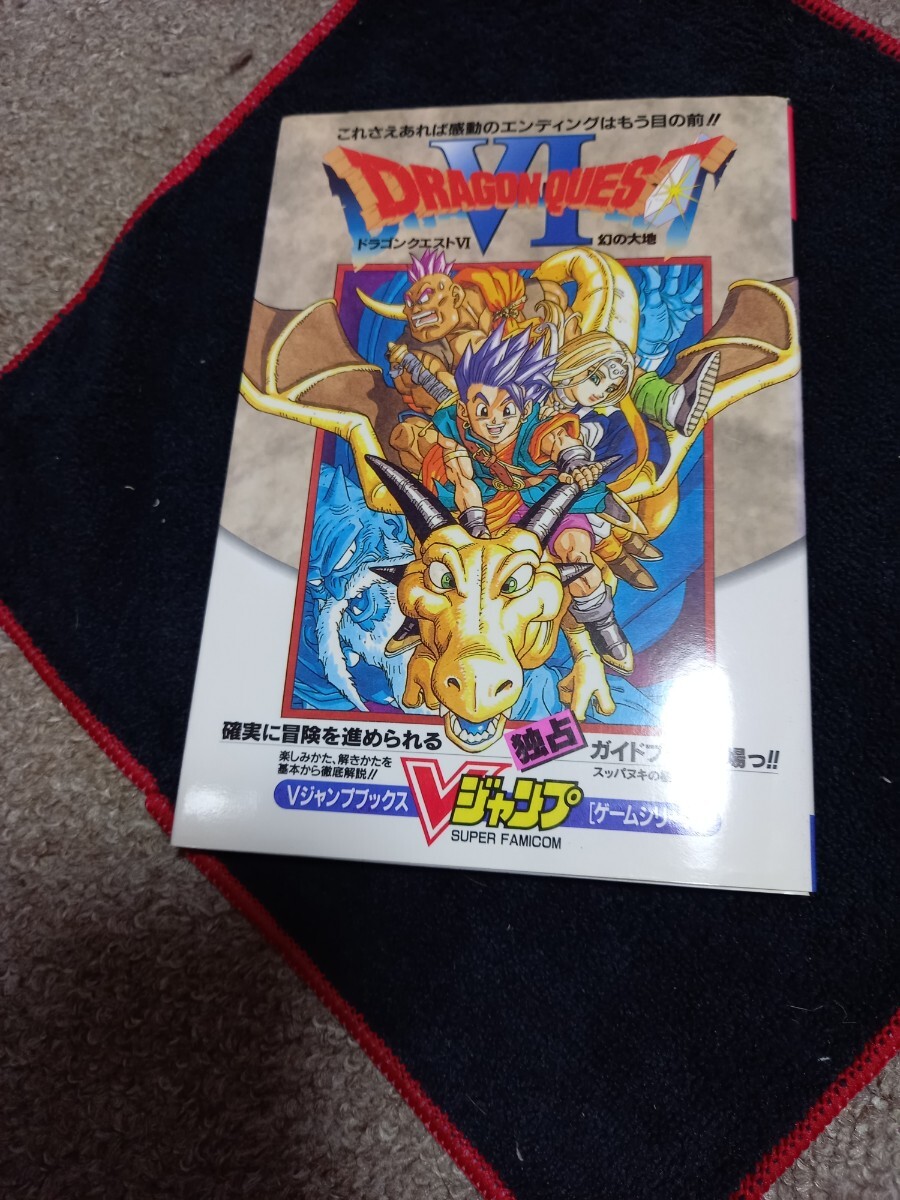 これさえあれば感動のエンディングはもう目の前!!
DRAGON QUEST
VI
ドラゴンクエストVI 幻の大地
確実に冒険を進められる
独占
ガイドブ
場っ!!
楽しみかた、解きかたを
基本から徹底解説!!
スッパヌキの
Vジャンプブックス
Vジャンプ
[ゲームシリ
SUPER FAMICOM